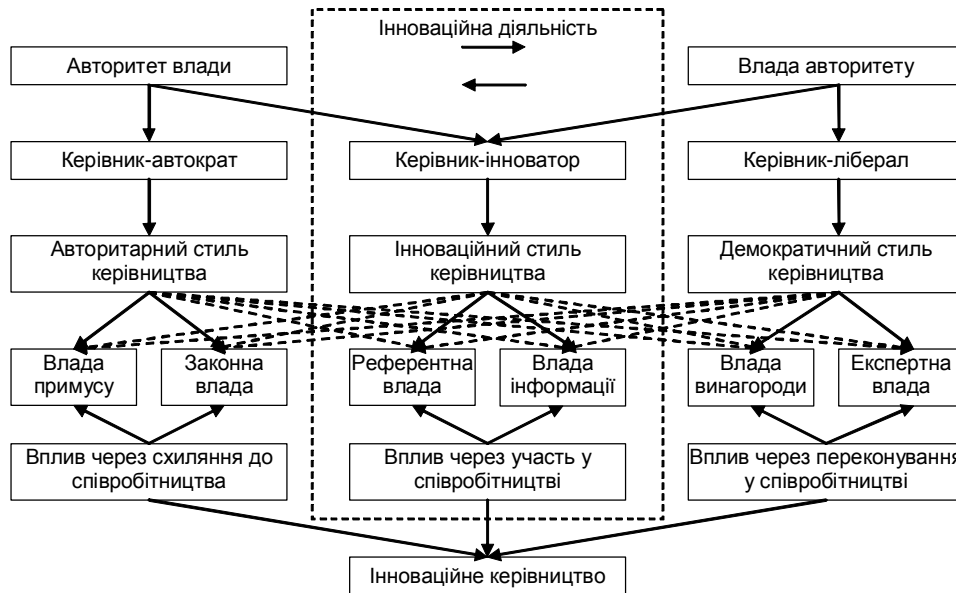 Інноваційна діяльність
Авторитет влади
Влада авторитету
Керівник-автократ
Керівник-інноватор
Керівник-ліберал
Авторитарний стиль
керівництва
Інноваційний стиль
керівництва
Демократичний стиль
керівництва
Влада
примусу
Законна
влада
Референтна
влада
Влада
інформації
Влада
винагороди
Експертна
влада
Вплив через схиляння до
співробітництва
Вплив через участь у
співробітництві
Вплив через переконування
у співробітництві
Інноваційне керівництво